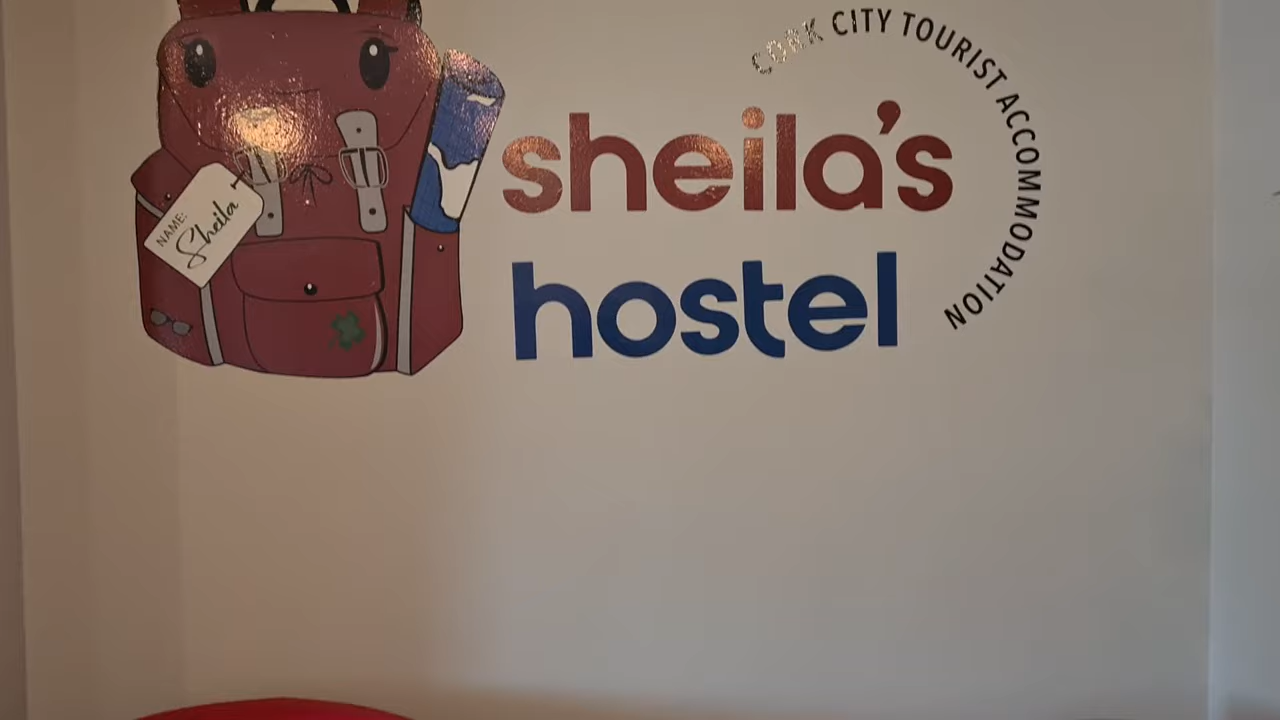 CORK CITY TOURIST ACCOMMODATION
sheila's
hostel
NAME:
Sheila